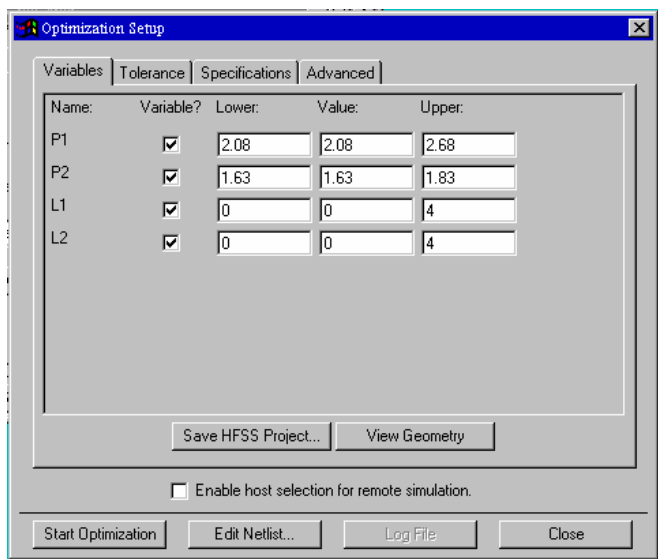 Optimization Setup
Variables Tolerance Specifications Advanced
Name: Variable? Lower: Value: Upper:
P1 2.08 2.08 2.68
P2 1.63 1.63 1.83
L1 0 0 4
L2 0 0 4
Save HFSS Project... View Geometry
Enable host selection for remote simulation.
Start Optimization Edit Netlist... Log File Close